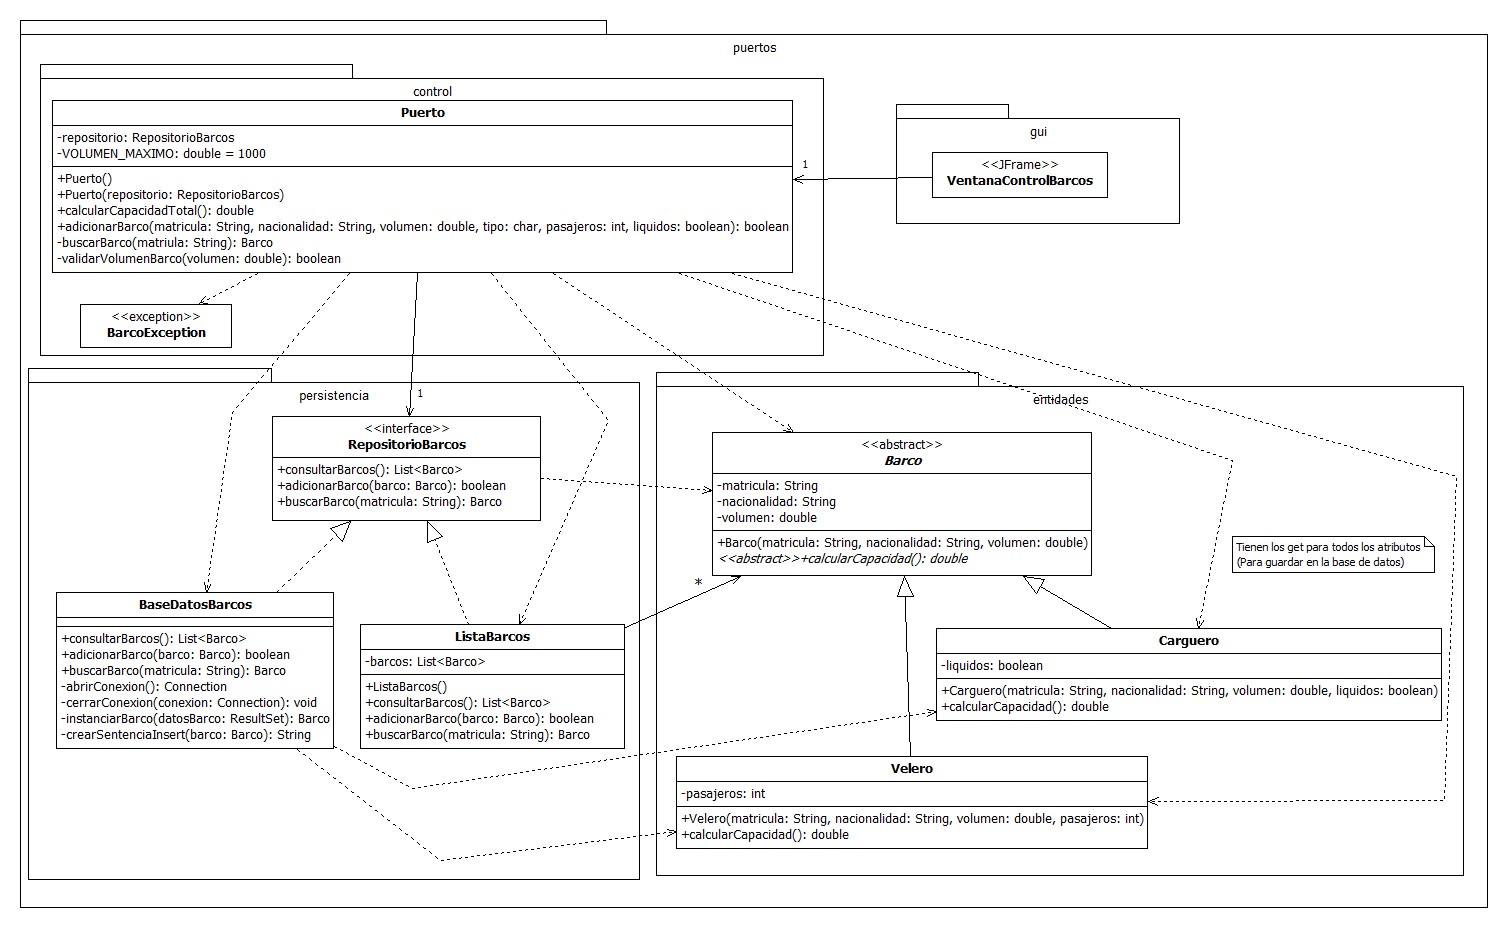 puertos
control
Puerto
-repositorio: RepositorioBarcos
-VOLUMEN_MAXIMO: double = 1000
+Puerto()
+Puerto(repositorio: RepositorioBarcos)
+calcularCapacidadTotal(): double
+adicionarBarco(matricula: String, nacionalidad: String, volumen: double, tipo: char, pasajeros: int, liquidos: boolean): boolean
-buscarBarco(matriula: String): Barco
-validarVolumenBarco(volumen: double): boolean
<<exception>>
BarcoException
1
gui
<<JFrame>>
VentanaControlBarcos
persistencia
1
<<interface>>
RepositorioBarcos
+consultarBarcos(): List<Barco>
+adicionarBarco(barco: Barco): boolean
+buscarBarco(matricula: String): Barco
BaseDatosBarcos
+consultarBarcos(): List<Barco>
+adicionarBarco(barco: Barco): boolean
+buscarBarco(matricula: String): Barco
-abrirConexion(): Connection
-cerrarConexion(conexion: Connection): void
-instanciarBarco(datosBarco: ResultSet): Barco
-crearSentenciaInsert(barco: Barco): String
ListaBarcos
-barcos: List<Barco>
+ListaBarcos()
+consultarBarcos(): List<Barco>
+adicionarBarco(barco: Barco): boolean
+buscarBarco(matricula: String): Barco
*
entidades
<<abstract>>
Barco
-matricula: String
-nacionalidad: String
-volumen: double
+Barco(matricula: String, nacionalidad: String, volumen: double)
<<abstract>>+calcularCapacidad(): double
Tienen los get para todos los atributos
(Para guardar en la base de datos)
Carguero
-liquidos: boolean
+Carguero(matricula: String, nacionalidad: String, volumen: double, liquidos: boolean)
+calcularCapacidad(): double
Velero
-pasajeros: int
+Velero(matricula: String, nacionalidad: String, volumen: double, pasajeros: int)
+calcularCapacidad(): double